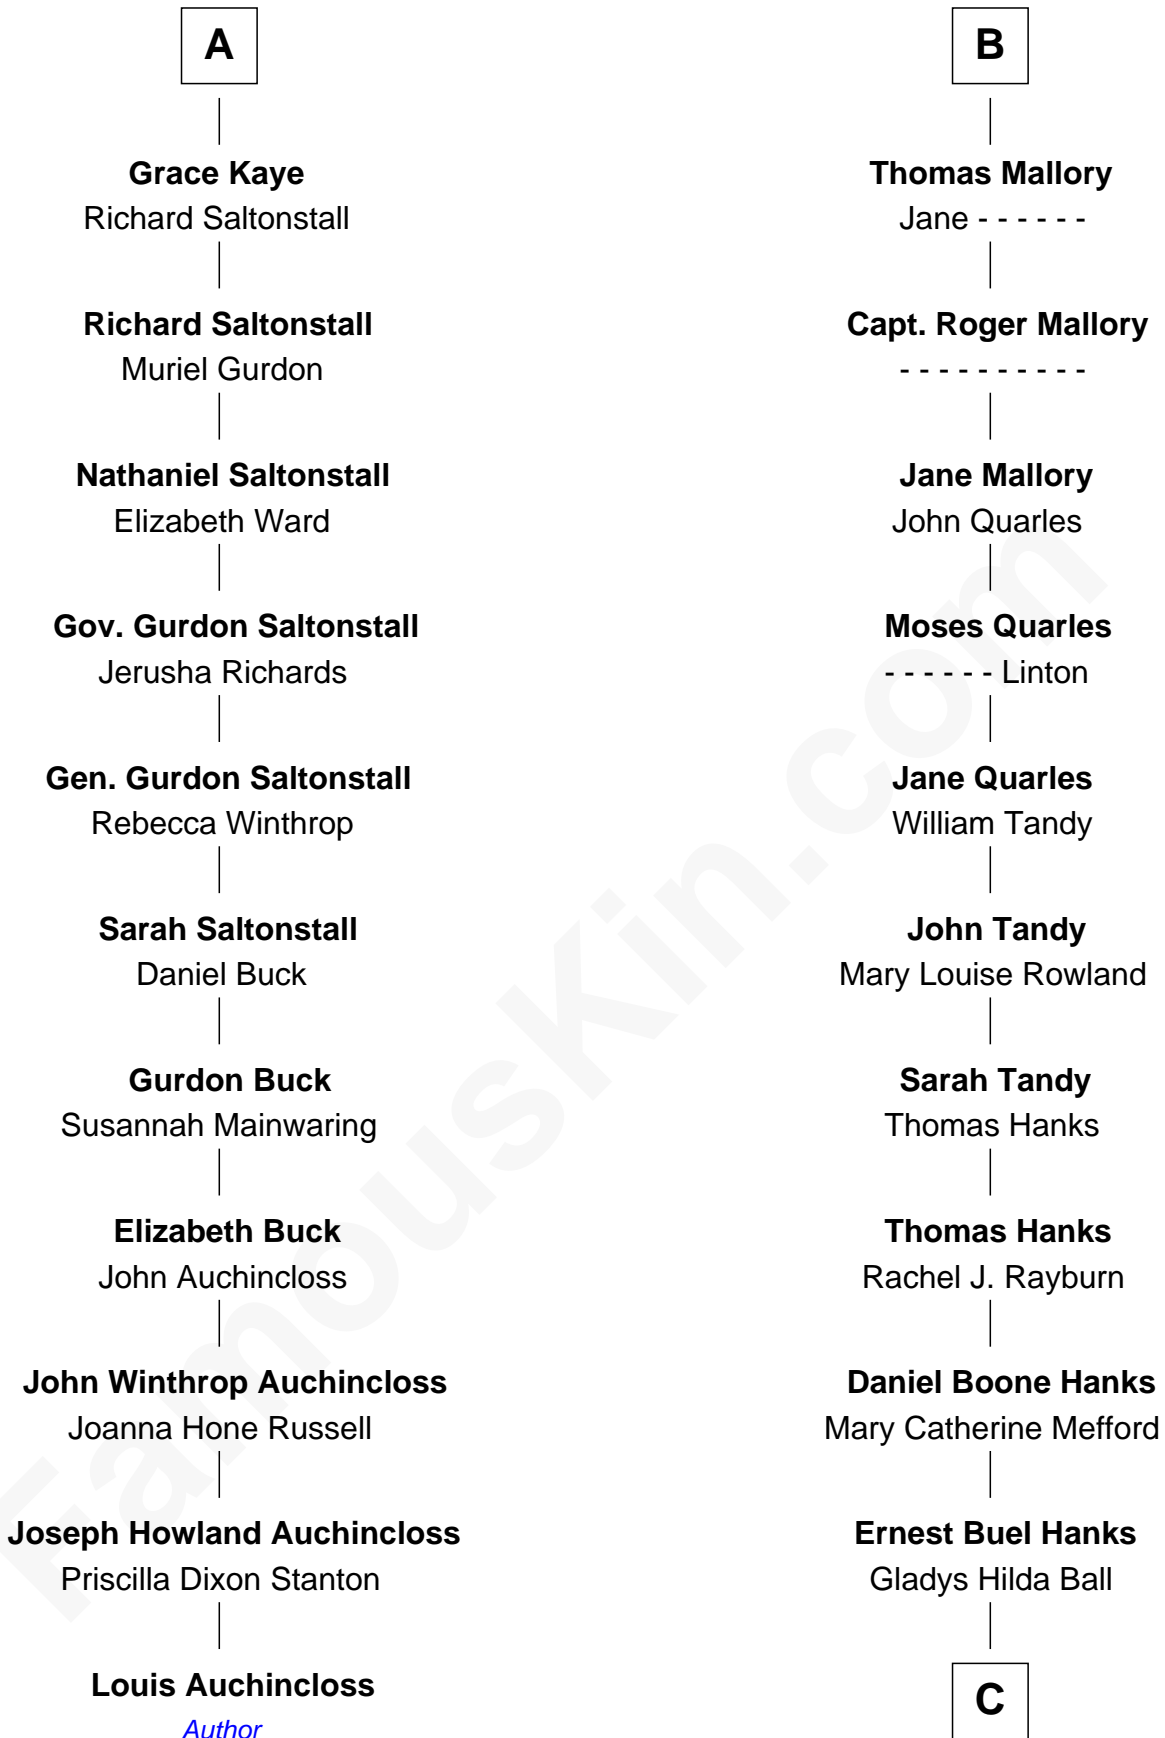 A
Grace Kaye
Richard Saltonstall
Richard Saltonstall
Muriel Gurdon
Nathaniel Saltonstall
Elizabeth Ward
Gov. Gurdon Saltonstall
Jerusha Richards
Gen. Gurdon Saltonstall
Rebecca Winthrop
Sarah Saltonstall
Daniel Buck
Gurdon Buck
Susannah Mainwaring
Elizabeth Buck
John Auchincloss
John Winthrop Auchincloss
Joanna Hone Russell
Joseph Howland Auchincloss
Priscilla Dixon Stanton
Louis Auchincloss
Author
B
Thomas Mallory
Jane - - - - - -
Capt. Roger Mallory
- - - - - - - - - -
Jane Mallory
John Quarles
Moses Quarles
- - - - - - Linton
Jane Quarles
William Tandy
John Tandy
Mary Louise Rowland
Sarah Tandy
Thomas Hanks
Thomas Hanks
Rachel J. Rayburn
Daniel Boone Hanks
Mary Catherine Mefford
Ernest Buel Hanks
Gladys Hilda Ball
C
FamousKin.com